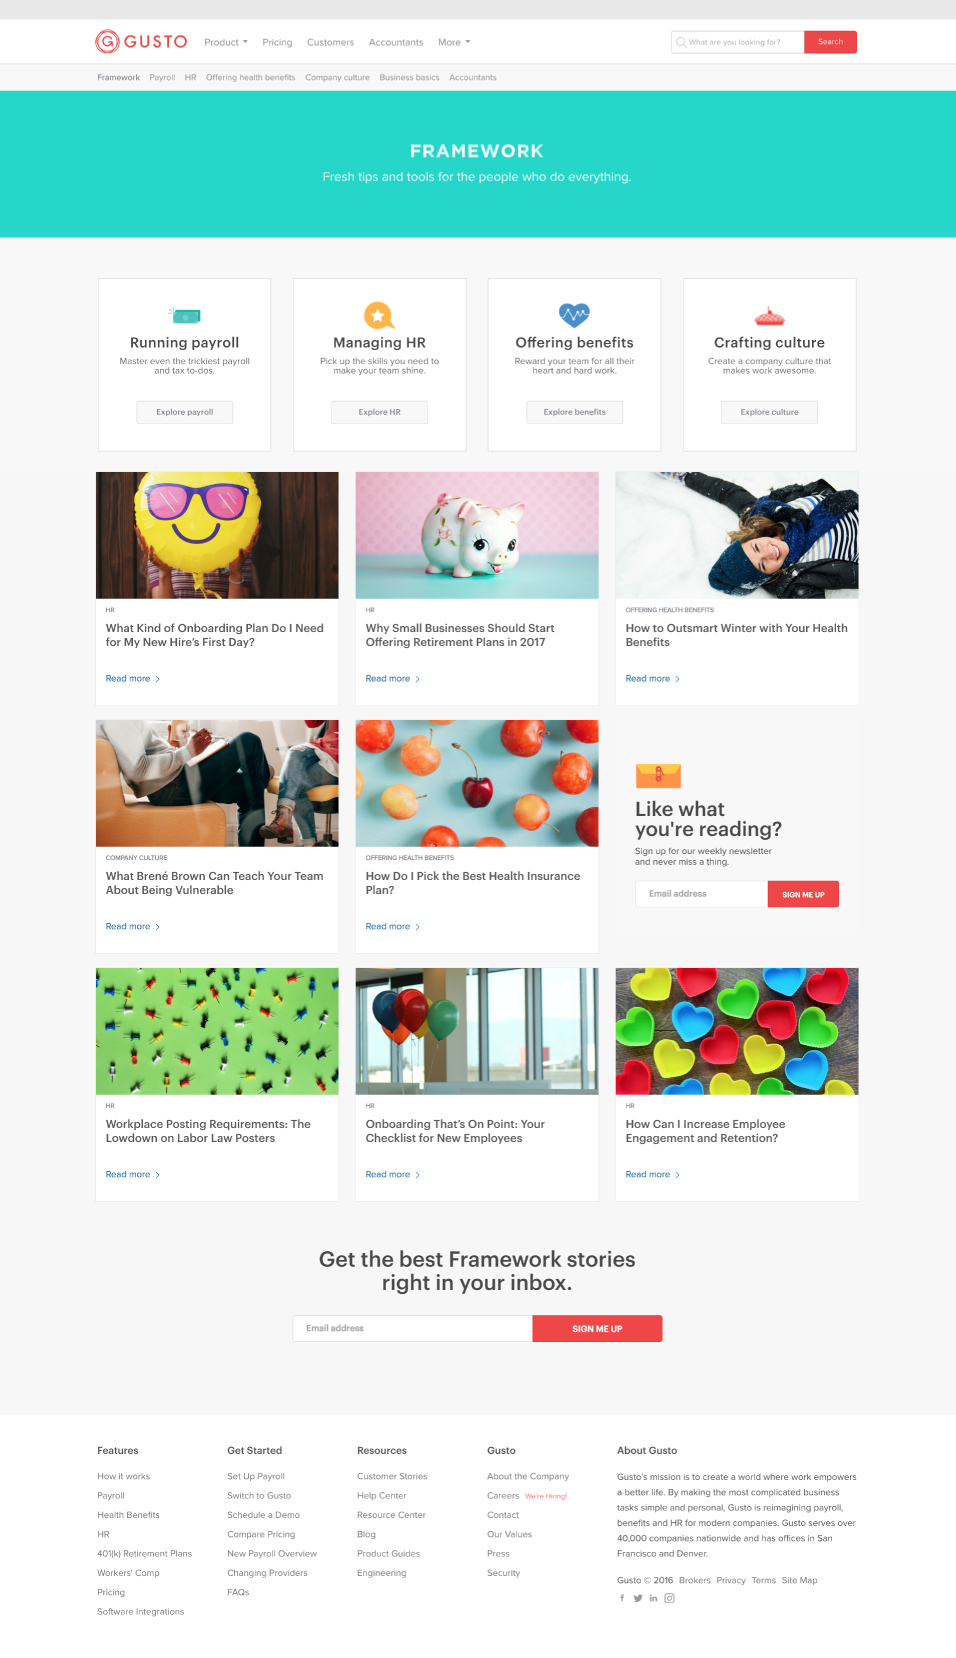 GUSTO
Product Pricing Customers Accountants More
What are you looking for?
Search
Framework Payroll HR Offering health benefits Company culture Business basics Accountants
FRAMEWORK
Fresh tips and tools for the people who do everything.
Running payroll
Master even the trickiest payroll
and tax to-dos.
Explore payroll
Managing HR
Pick up the skills you need to
make your team shine.
Explore HR
Offering benefits
Reward your team for all their
heart and hard work.
Explore benefits
Crafting culture
Create a company culture that
makes work awesome.
Explore culture
HR
What Kind of Onboarding Plan Do I Need
for My New Hire's First Day?
Read more
HR
Why Small Businesses Should Start
Offering Retirement Plans in 2017
Read more
OFFERING HEALTH BENEFITS
How to Outsmart Winter with Your Health
Benefits
Read more
COMPANY CULTURE
What Brené Brown Can Teach Your Team
About Being Vulnerable
Read more
OFFERING HEALTH BENEFITS
How Do I Pick the Best Health Insurance
Plan?
Read more
Like what
you're reading?
Sign up for our weekly newsletter
and never miss a thing.
Email address
SIGN ME UP
HR
Workplace Posting Requirements: The
Lowdown on Labor Law Posters
Read more
HR
Onboarding That's On Point: Your
Checklist for New Employees
Read more
HR
How Can I Increase Employee
Engagement and Retention?
Read more
Get the best Framework stories
right in your inbox.
Email address
SIGN ME UP
Features
How it works
Payroll
Health Benefits
HR
401(k) Retirement Plans
Workers' Comp
Pricing
Software Integrations
Get Started
Set Up Payroll
Switch to Gusto
Schedule a Demo
Compare Pricing
New Payroll Overview
Changing Providers
FAQs
Resources
Customer Stories
Help Center
Resource Center
Blog
Product Guides
Engineering
Gusto
About the Company
Careers We're Hiring!
Contact
Our Values
Press
Security
About Gusto
Gusto's mission is to create a world where work empowers
a better life. By making the most complicated business
tasks simple and personal, Gusto is reimagining payroll,
benefits and HR for modern companies. Gusto serves over
40,000 companies nationwide and has offices in San
Francisco and Denver.
Gusto © 2016 Brokers Privacy Terms Site Map